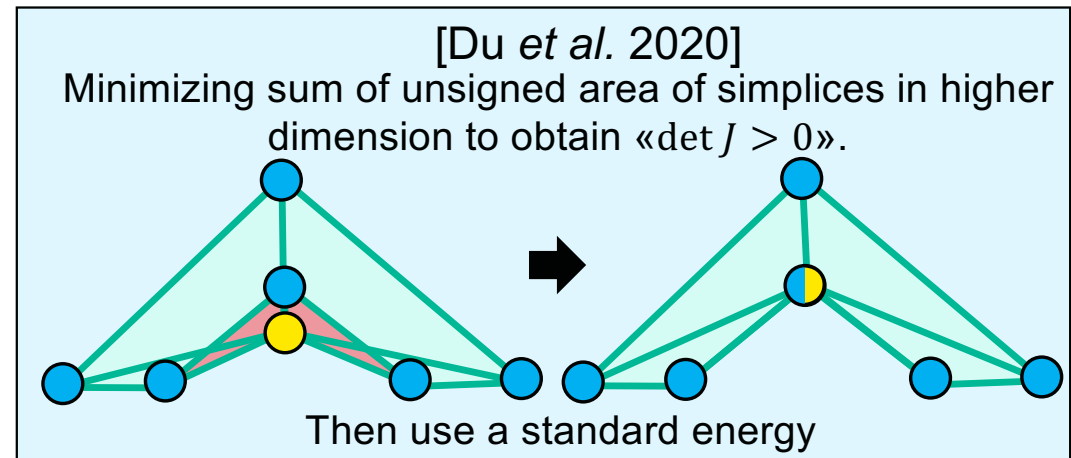 [Du et al. 2020]
Minimizing sum of unsigned area of simplices in higher
dimension to obtain «det J > 0».
Then use a standard energy